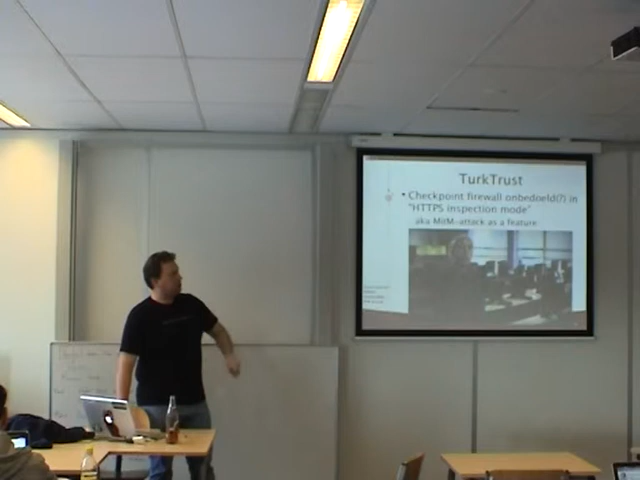 TurkTrust
• Checkpoint firewall onbedoeld(?) in
"HTTPS inspection mode"
aka MitM-attack as a feature